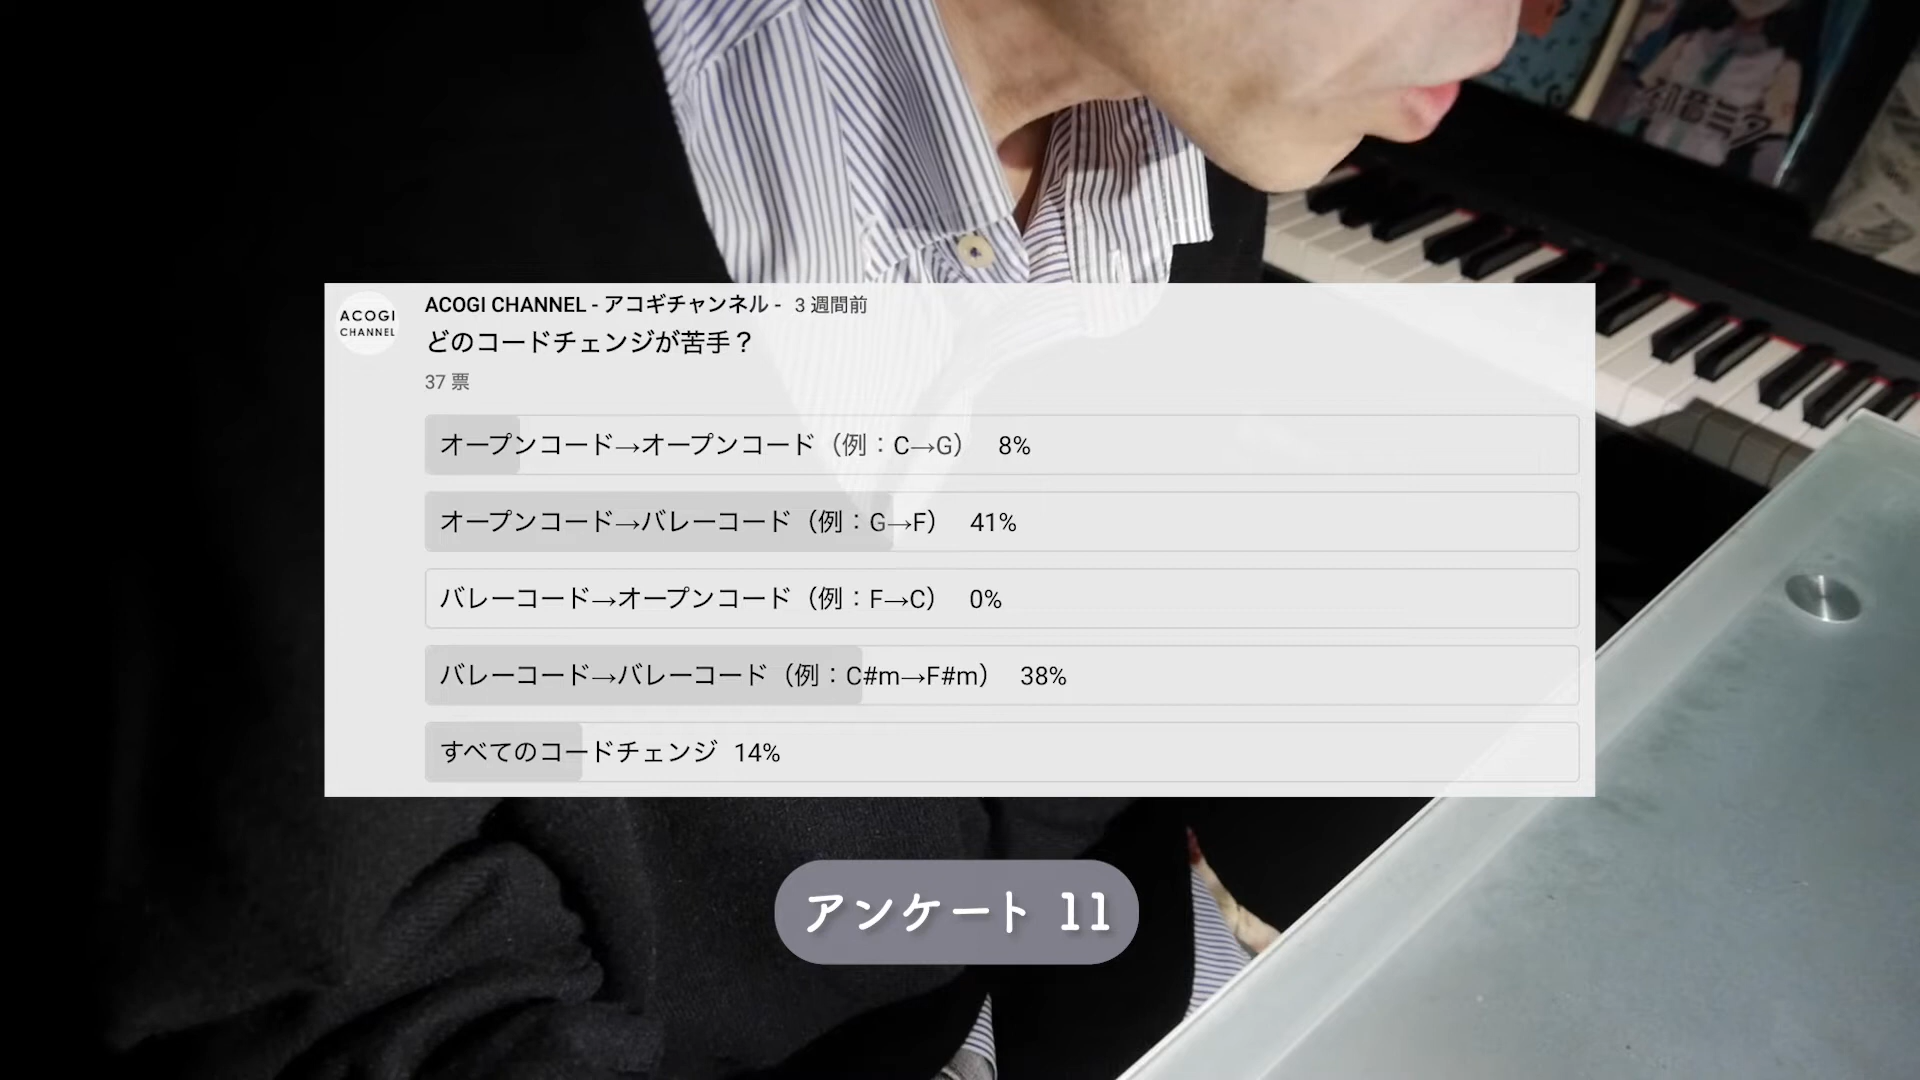 初音ミク
ACOGI
CHANNEL
ACOGI CHANNEL - アコギチャンネル - 3 週間前
どのコードチェンジが苦手？
37 票
オープンコード→オープンコード（例：C→G） 8%
オープンコード→バレーコード（例：G→F） 41%
バレーコード→オープンコード（例：F→C） 0%
バレーコード→バレーコード（例：C#m→F#m） 38%
すべてのコードチェンジ 14%
アンケート 11